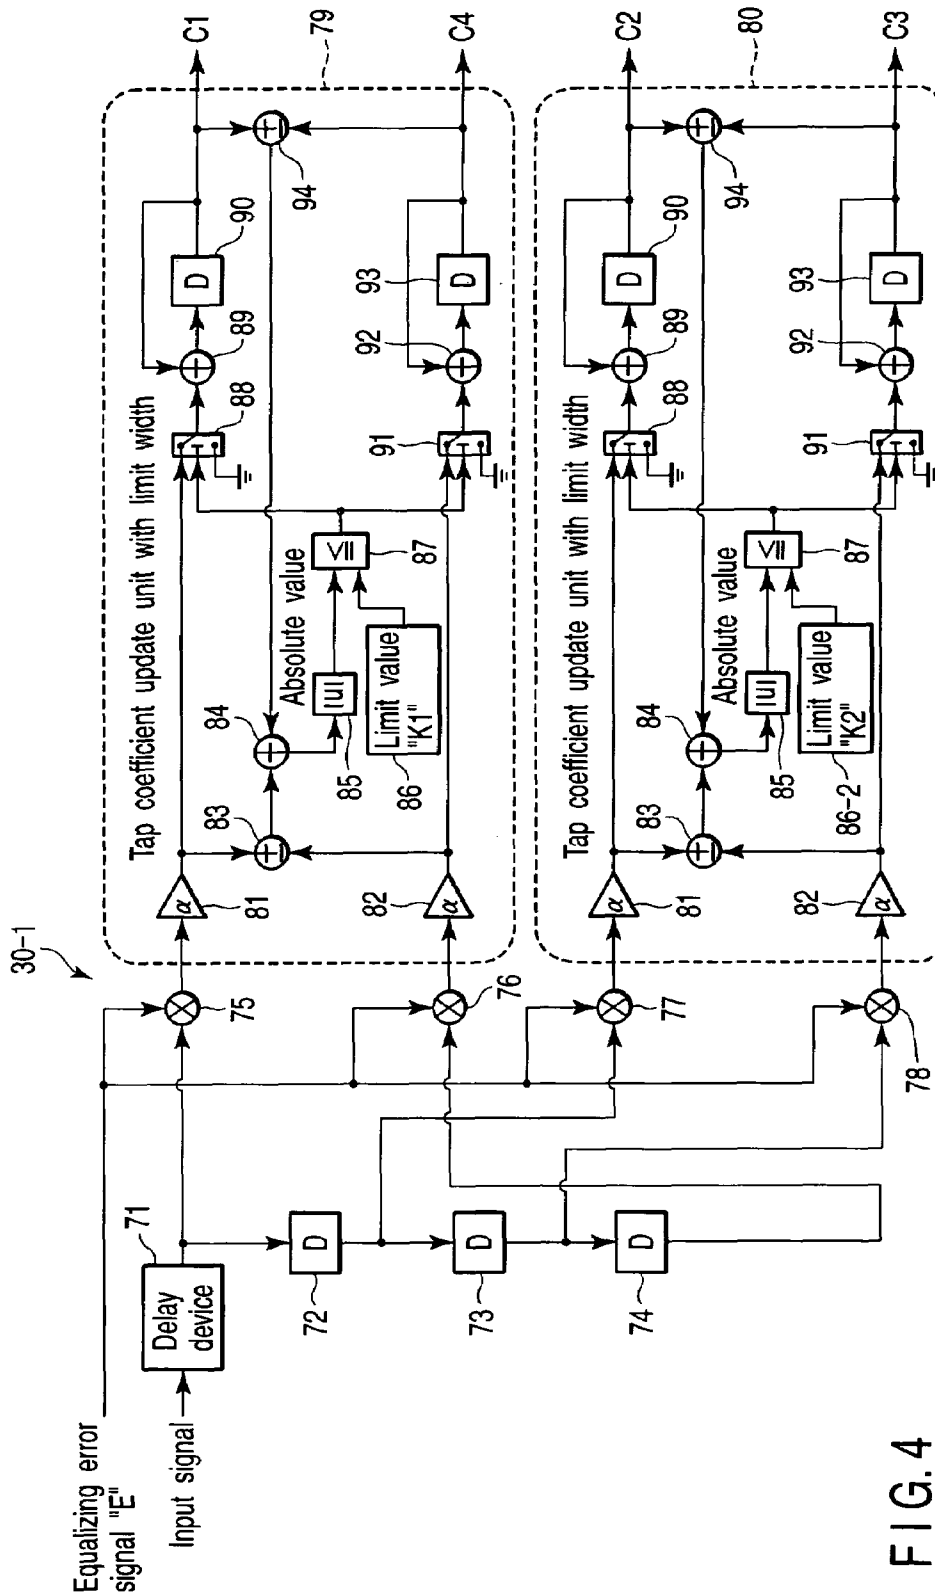 30-1
Equalizing error
signal "E"
Input signal
Delay
device
71
D
72
D
73
D
74
75
76
77
78
Tap coefficient update unit with limit width
α
81
α
82
83
84
|u|
85
Absolute value
Limit value
"K1"
86
≤
87
88
89
D
90
91
92
D
93
94
C1
79
C4
Tap coefficient update unit with limit width
α
81
α
82
83
84
|u|
85
Absolute value
Limit value
"K2"
86-2
≤
87
88
89
D
90
91
92
D
93
94
C2
80
C3
FIG. 4